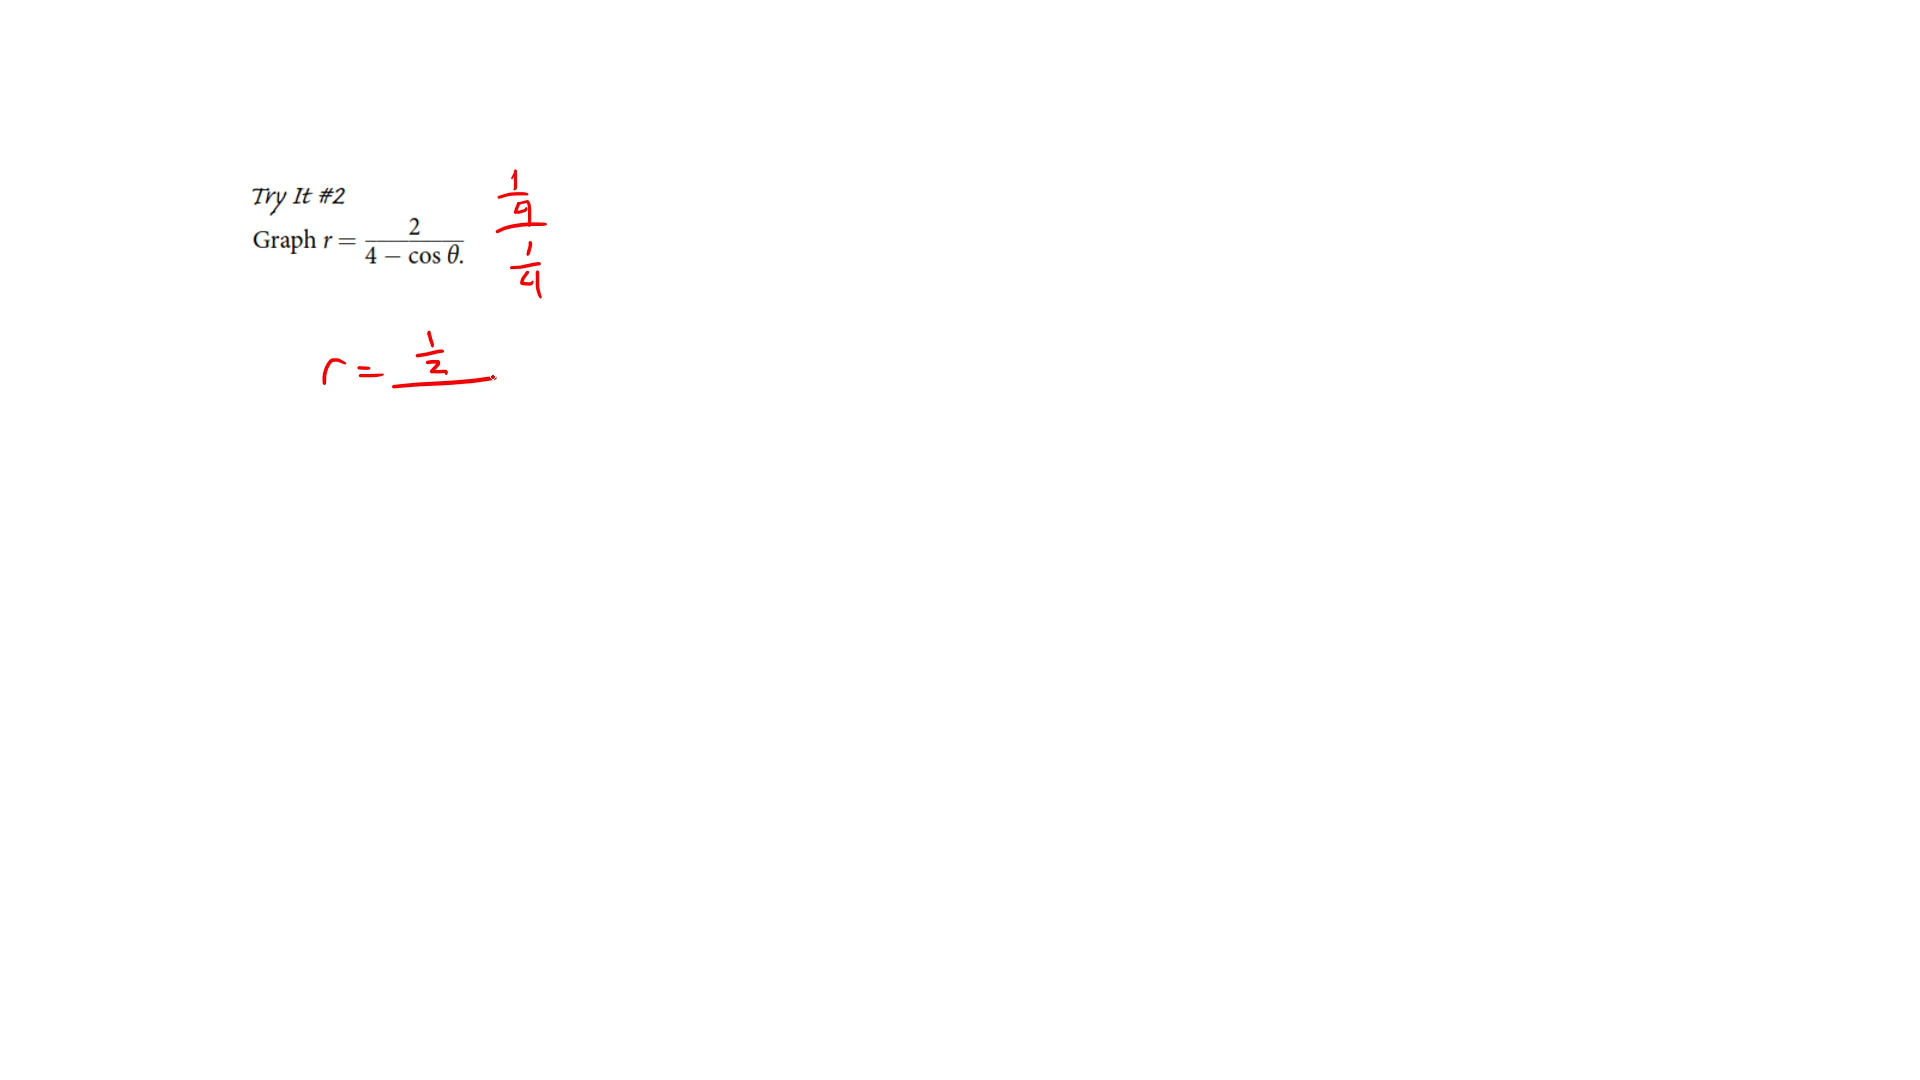 Try It #2
Graph r = 2 / (4 − cos θ.)
1/4
1/4
r = 1/2